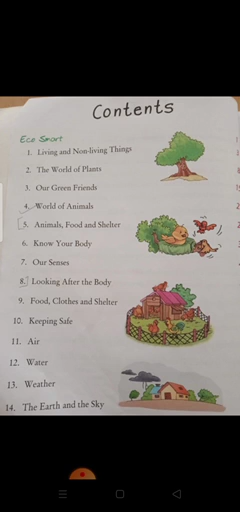 Contents
Eco Smart
1. Living and Non-living Things
2. The World of Plants
3. Our Green Friends
4. World of Animals
5. Animals, Food and Shelter
6. Know Your Body
7. Our Senses
8. Looking After the Body
9. Food, Clothes and Shelter
10. Keeping Safe
11. Air
12. Water
13. Weather
14. The Earth and the Sky